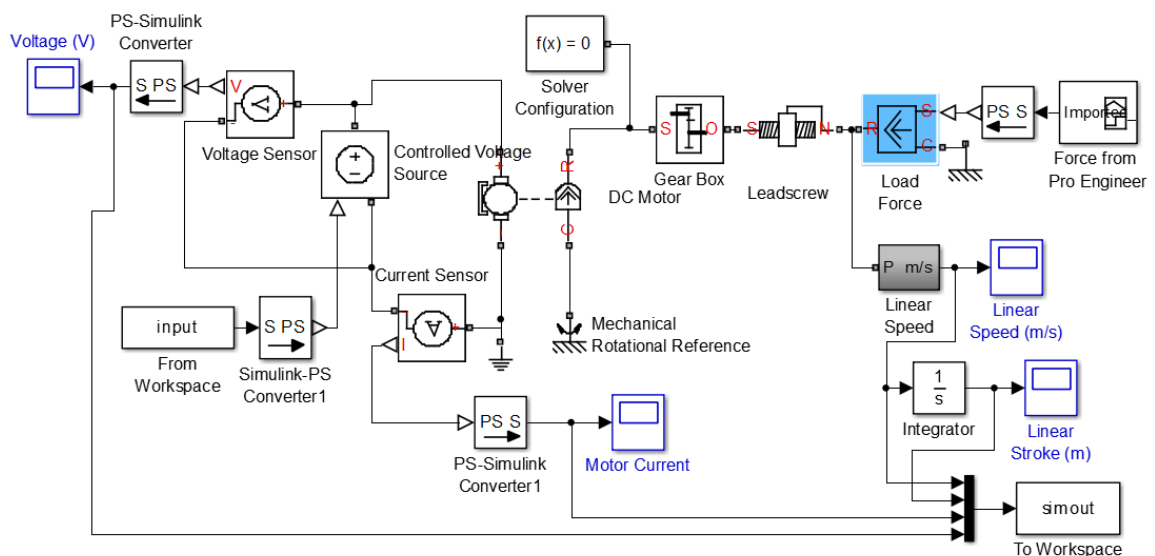 PS-Simulink
Converter
Voltage (V)
S PS
V
+
-
Voltage Sensor
Controlled Voltage
Source
f(x) = 0
Solver
Configuration
+
-
R
C
DC Motor
S
O
Gear Box
S
N
Leadscrew
R
S
C
Load
Force
PS S
Imported
Force from
Pro Engineer
Current Sensor
-
+
I
A
input
From
Workspace
S PS
Simulink-PS
Converter1
Mechanical
Rotational Reference
P m/s
Linear
Speed
Linear
Speed (m/s)
1
s
Integrator
Linear
Stroke (m)
PS S
PS-Simulink
Converter1
Motor Current
simout
To Workspace